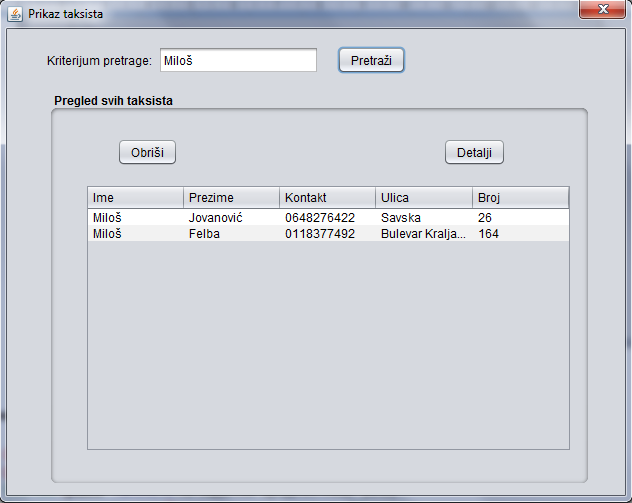 Prikaz taksista
Kriterijum pretrage: Miloš Pretraži
Pregled svih taksista
Obriši Detalji
Ime Prezime Kontakt Ulica Broj
Miloš Jovanović 0648276422 Savska 26
Miloš Felba 0118377492 Bulevar Kralja... 164